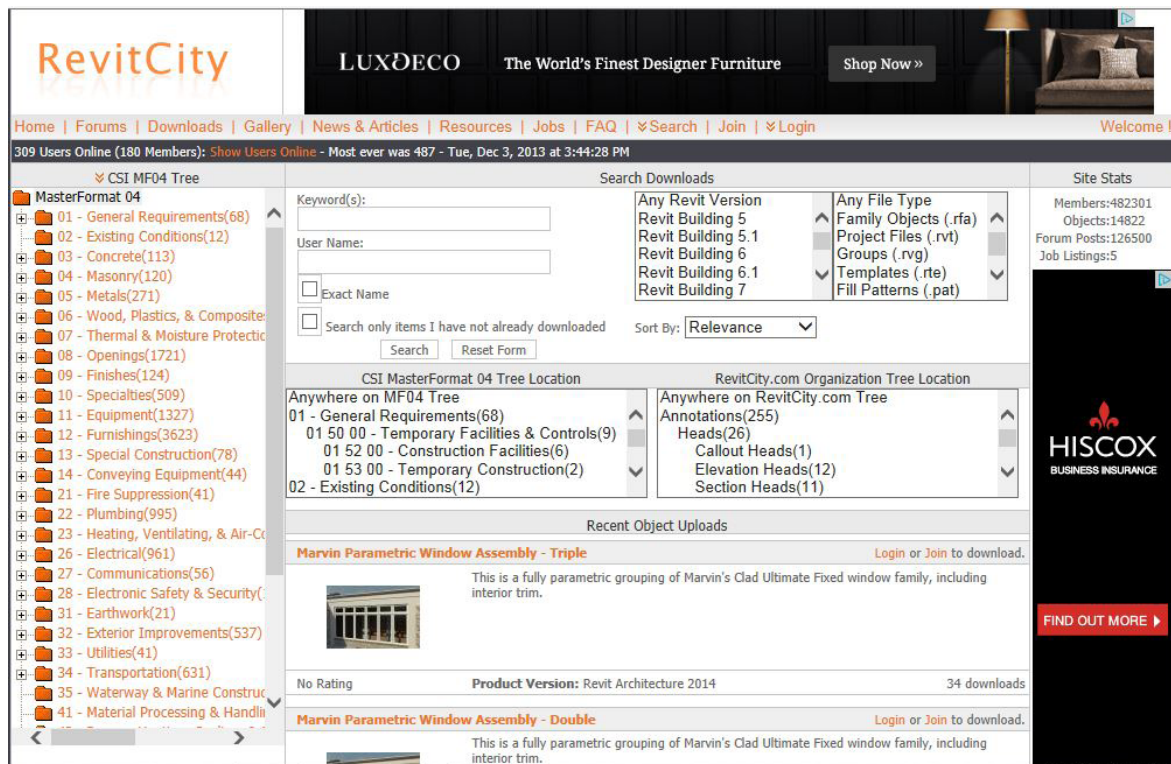 RevitCity
LUXDECO The World's Finest Designer Furniture Shop Now »
Home | Forums | Downloads | Gallery | News & Articles | Resources | Jobs | FAQ | Search | Join | Login Welcome
309 Users Online (180 Members): Show Users Online - Most ever was 487 - Tue, Dec 3, 2013 at 3:44:28 PM
CSI MF04 Tree
MasterFormat 04
01 - General Requirements(68)
02 - Existing Conditions(12)
03 - Concrete(113)
04 - Masonry(120)
05 - Metals(271)
06 - Wood, Plastics, & Composite
07 - Thermal & Moisture Protectic
08 - Openings(1721)
09 - Finishes(124)
10 - Specialties(509)
11 - Equipment(1327)
12 - Furnishings(3623)
13 - Special Construction(78)
14 - Conveying Equipment(44)
21 - Fire Suppression(41)
22 - Plumbing(995)
23 - Heating, Ventilating, & Air-Co
26 - Electrical(961)
27 - Communications(56)
28 - Electronic Safety & Security(
31 - Earthwork(21)
32 - Exterior Improvements(537)
33 - Utilities(41)
34 - Transportation(631)
35 - Waterway & Marine Construc
41 - Material Processing & Handlin
Search Downloads
Keyword(s):
User Name:
Exact Name
Search only items I have not already downloaded
Search Reset Form
Any Revit Version
Revit Building 5
Revit Building 5.1
Revit Building 6
Revit Building 6.1
Revit Building 7
Any File Type
Family Objects (.rfa)
Project Files (.rvt)
Groups (.rvg)
Templates (.rte)
Fill Patterns (.pat)
Sort By: Relevance
CSI MasterFormat 04 Tree Location
Anywhere on MF04 Tree
01 - General Requirements(68)
01 50 00 - Temporary Facilities & Controls(9)
01 52 00 - Construction Facilities(6)
01 53 00 - Temporary Construction(2)
02 - Existing Conditions(12)
RevitCity.com Organization Tree Location
Anywhere on RevitCity.com Tree
Annotations(255)
Heads(26)
Callout Heads(1)
Elevation Heads(12)
Section Heads(11)
Recent Object Uploads
Marvin Parametric Window Assembly - Triple Login or Join to download.
This is a fully parametric grouping of Marvin's Clad Ultimate Fixed window family, including
interior trim.
No Rating Product Version: Revit Architecture 2014 34 downloads
Marvin Parametric Window Assembly - Double Login or Join to download.
This is a fully parametric grouping of Marvin's Clad Ultimate Fixed window family, including
interior trim.
Site Stats
Members:482301
Objects:14822
Forum Posts:126500
Job Listings:5
HISCOX
BUSINESS INSURANCE
FIND OUT MORE